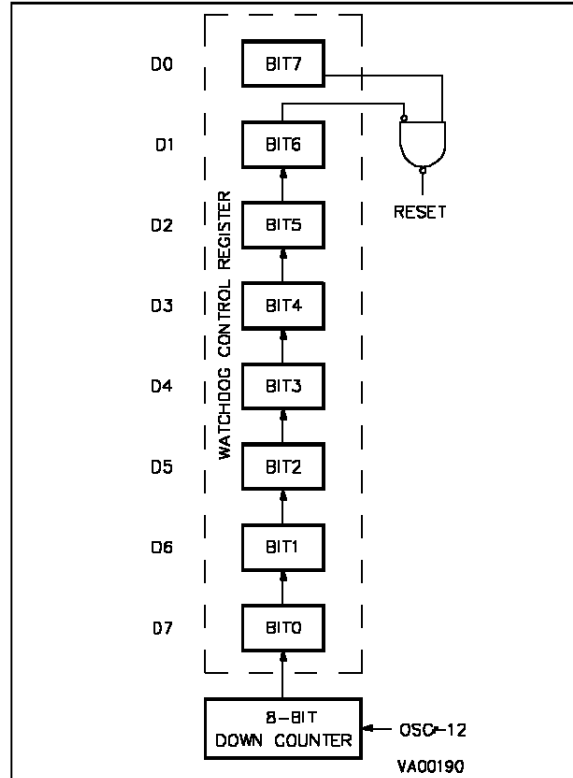 D0 BIT7
D1 BIT6
D2 BIT5
D3 BIT4
D4 BIT3
D5 BIT2
D6 BIT1
D7 BIT0
WATCHDOG CONTROL REGISTER
RESET
8-BIT
DOWN COUNTER
OSC÷12
VA00190